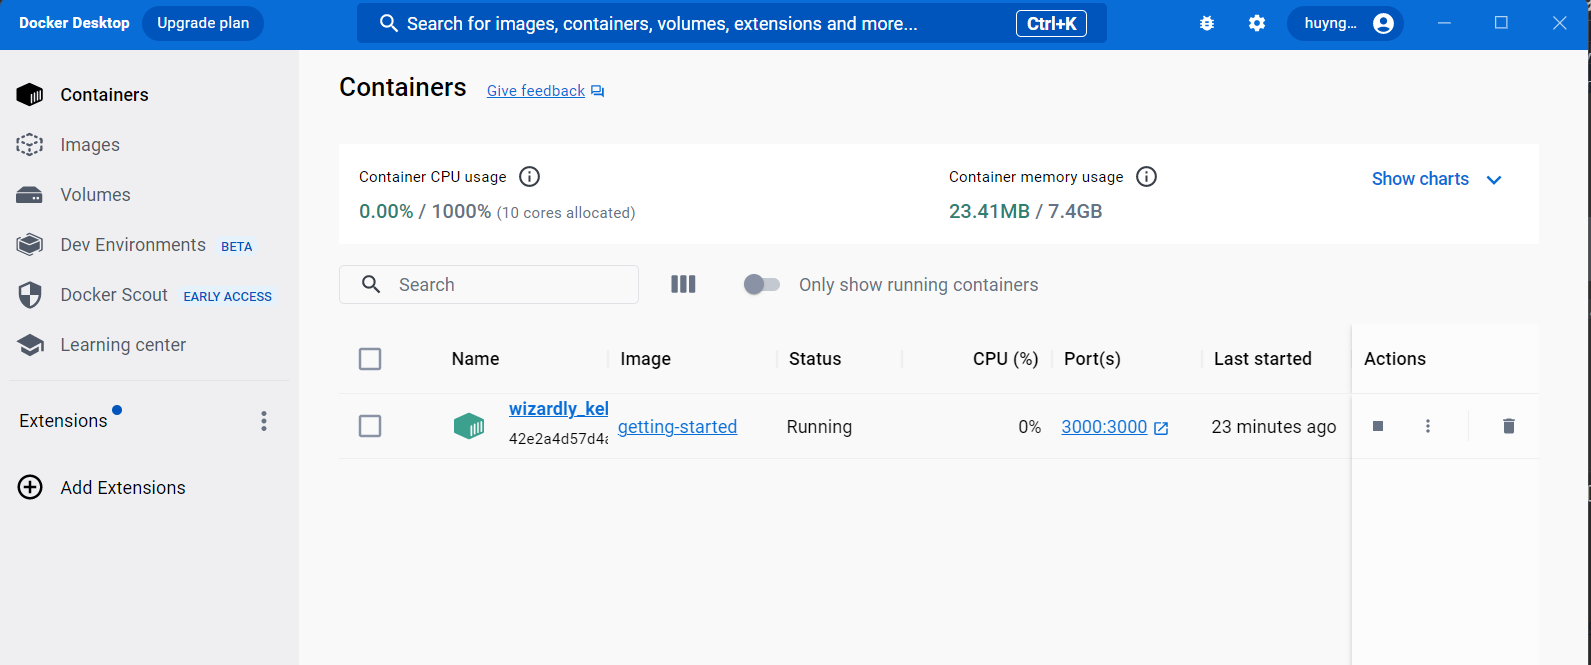 Docker Desktop Upgrade plan Search for images, containers, volumes, extensions and more... Ctrl+K huyng...
Containers
Images
Volumes
Dev Environments BETA
Docker Scout EARLY ACCESS
Learning center
Extensions
Add Extensions
Containers Give feedback
Container CPU usage
0.00% / 1000% (10 cores allocated)
Container memory usage
23.41MB / 7.4GB
Show charts
Search Only show running containers
Name Image Status CPU (%) Port(s) Last started Actions
wizardly_kel
42e2a4d57d4a
getting-started Running 0% 3000:3000 23 minutes ago